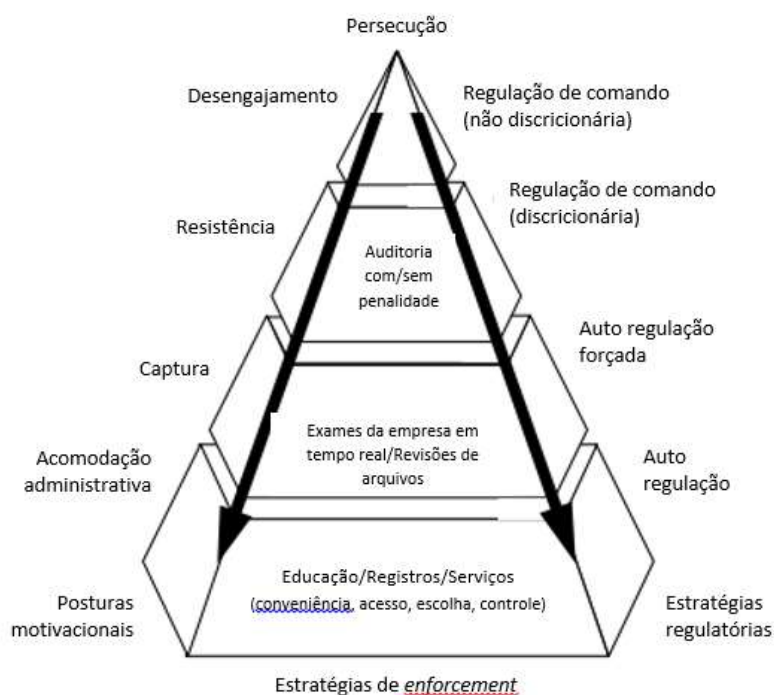 Persecução
Desengajamento
Regulação de comando
(não discricionária)
Regulação de comando
(discricionária)
Resistência
Auditoria
com/sem
penalidade
Auto regulação
forçada
Captura
Exames da empresa em
tempo real/Revisões de
arquivos
Acomodação
administrativa
Auto
regulação
Educação/Registros/Serviços
(conveniência, acesso, escolha, controle)
Posturas
motivacionais
Estratégias
regulatórias
Estratégias de enforcement